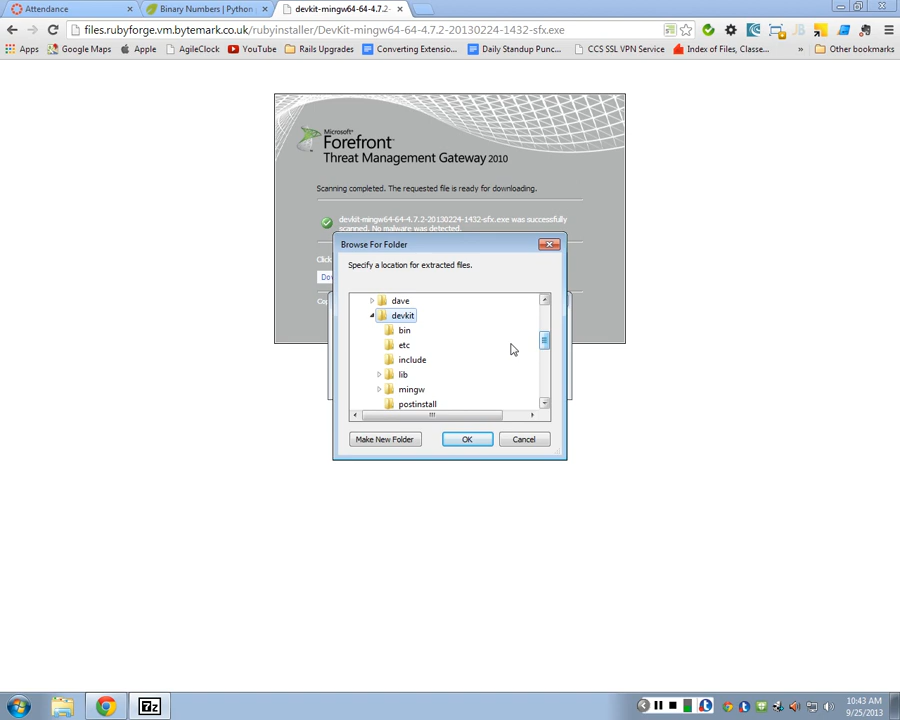 Attendance
Binary Numbers | Python
devkit-mingw64-64-4.7.2-
files.rubyforge.vm.bytemark.co.uk/rubyinstaller/DevKit-mingw64-64-4.7.2-20130224-1432-sfx.exe
Apps Google Maps Apple AgileClock YouTube Rails Upgrades Converting Extensio... Daily Standup Punc... CCS SSL VPN Service Index of Files, Classe... » Other bookmarks
Microsoft
Forefront
Threat Management Gateway 2010
Scanning completed. The requested file is ready for downloading.
devkit-mingw64-64-4.7.2-20130224-1432-sfx.exe was successfully
scanned. No malware was detected.
Browse For Folder
Specify a location for extracted files.
dave
devkit
bin
etc
include
lib
mingw
postinstall
Make New Folder OK Cancel
7z
10:43 AM
9/25/2013